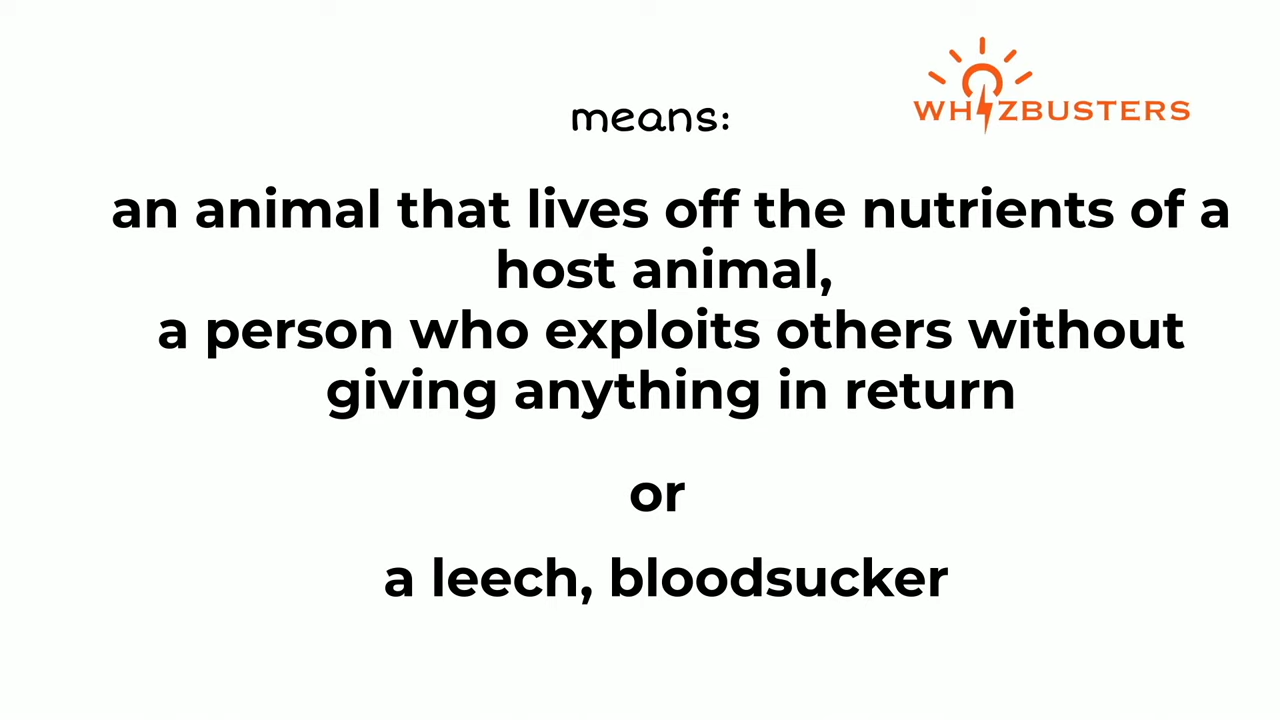 WHIZBUSTERS
means:
an animal that lives off the nutrients of a
host animal,
a person who exploits others without
giving anything in return
or
a leech, bloodsucker